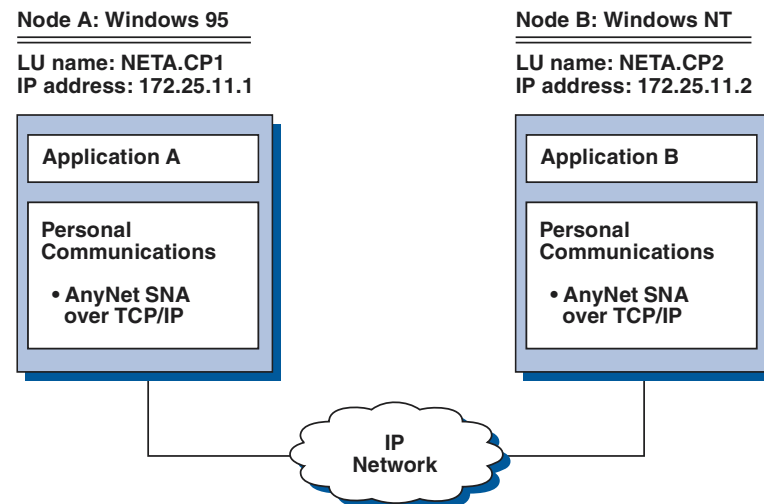 Node A: Windows 95
LU name: NETA.CP1
IP address: 172.25.11.1
Application A
Personal
Communications
• AnyNet SNA
over TCP/IP
Node B: Windows NT
LU name: NETA.CP2
IP address: 172.25.11.2
Application B
Personal
Communications
• AnyNet SNA
over TCP/IP
IP
Network